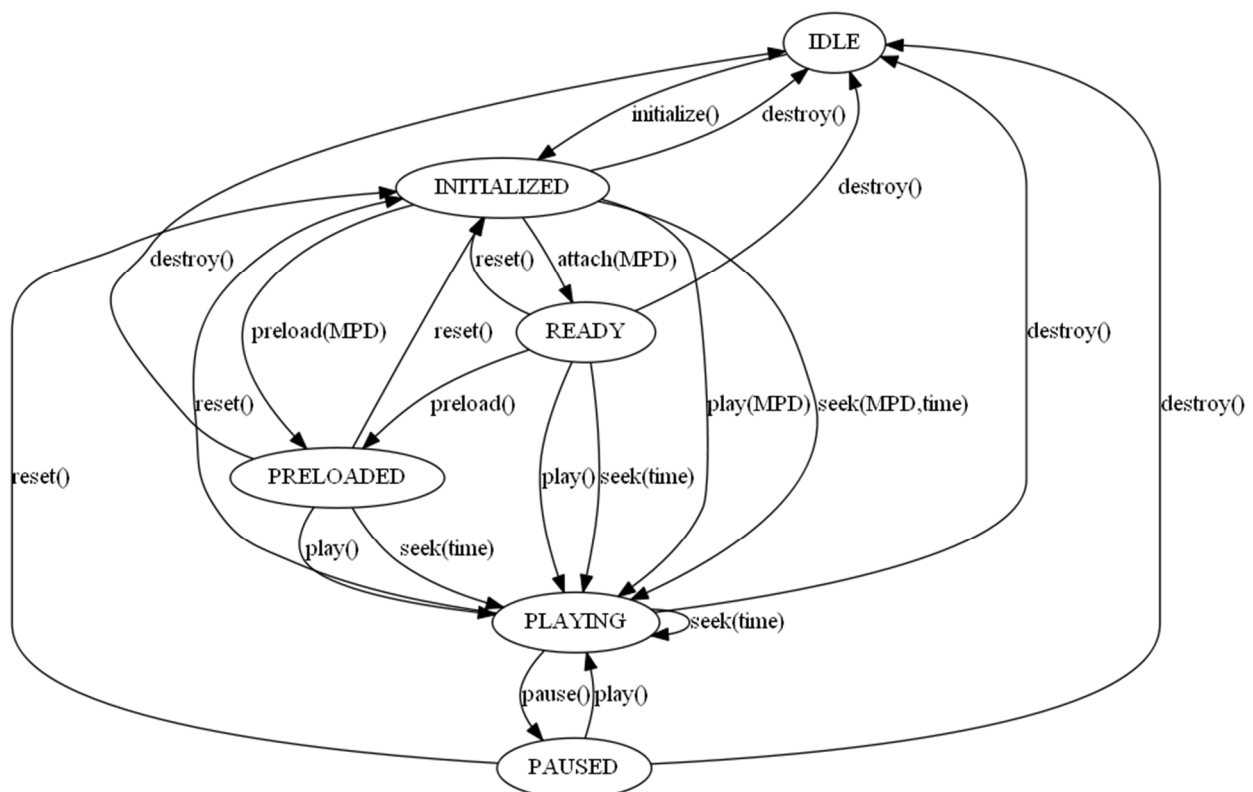 IDLE
initialize()
destroy()
destroy()
INITIALIZED
destroy()
reset()
attach(MPD)
preload(MPD)
reset()
READY
destroy()
reset()
preload()
play(MPD)
seek(MPD,time)
destroy()
reset()
PRELOADED
play()
seek(time)
play()
seek(time)
PLAYING
seek(time)
pause()
play()
PAUSED